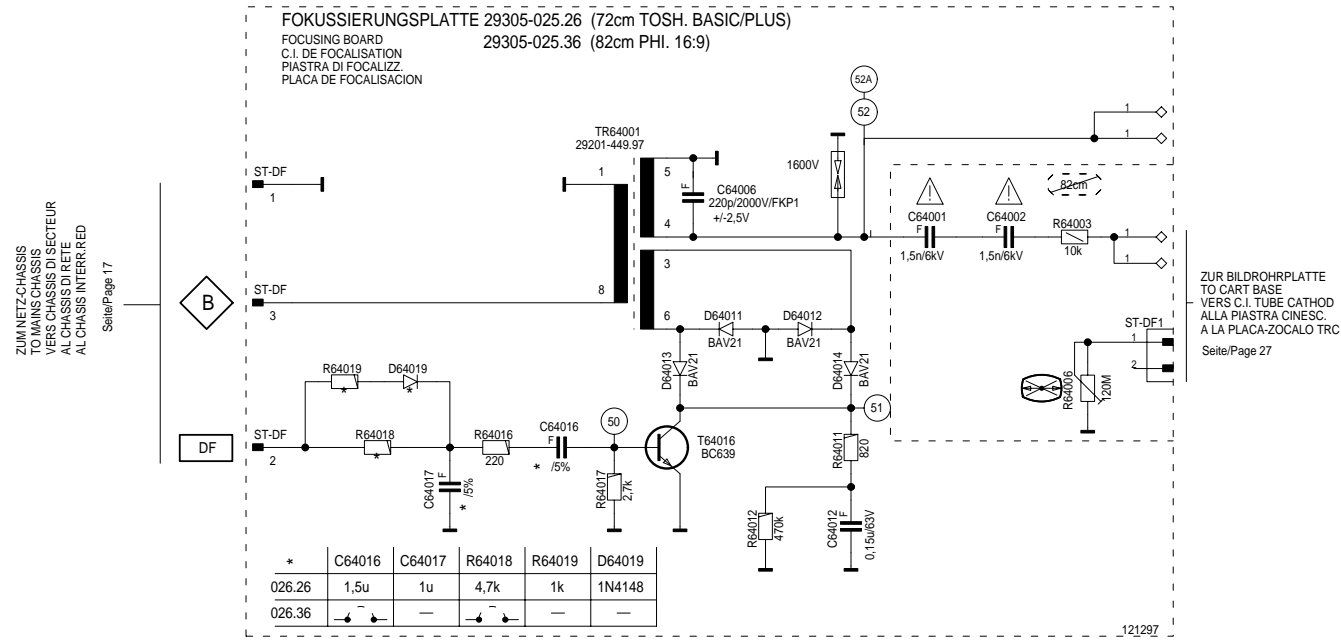 FOKUSSIERUNGSPLATTE 29305-025.26 (72cm TOSH. BASIC/PLUS)
29305-025.36 (82cm PHI. 16:9)
FOCUSING BOARD
C.I. DE FOCALISATION
PIASTRA DI FOCALIZZ.
PLACA DE FOCALISACION
ZUM NETZ-CHASSIS
TO MAINS CHASSIS
VERS CHASSIS DI SECTEUR
AL CHASSIS DI RETE
AL CHASIS INTERR.RED
Seite/Page 17
B
DF
ST-DF
1
ST-DF
3
ST-DF
2
TR64001
29201-449.97
1
8
5
4
3
6
F
C64006
220p/2000V/FKP1
+/-2,5V
1600V
52A
52
1
1
82cm
C64001
F
1,5n/6kV
C64002
F
1,5n/6kV
R64003
10k
1
1
D64011
BAV21
D64012
BAV21
D64013
BAV21
D64014
BAV21
51
50
T64016
BC639
R64019
*
D64019
*
R64018
*
R64016
220
C64016
F
* /5%
C64017
F
/5%
*
R64017
2,7k
R64011
820
R64012
470k
C64012
F
0,15u/63V
R64006
120M
ST-DF1
1
2
ZUR BILDROHRPLATTE
TO CART BASE
VERS C.I. TUBE CATHOD
ALLA PIASTRA CINESC.
A LA PLACA-ZOCALO TRC
Seite/Page 27
* C64016 C64017 R64018 R64019 D64019
026.26 1,5u 1u 4,7k 1k 1N4148
026.36 — — —
121297